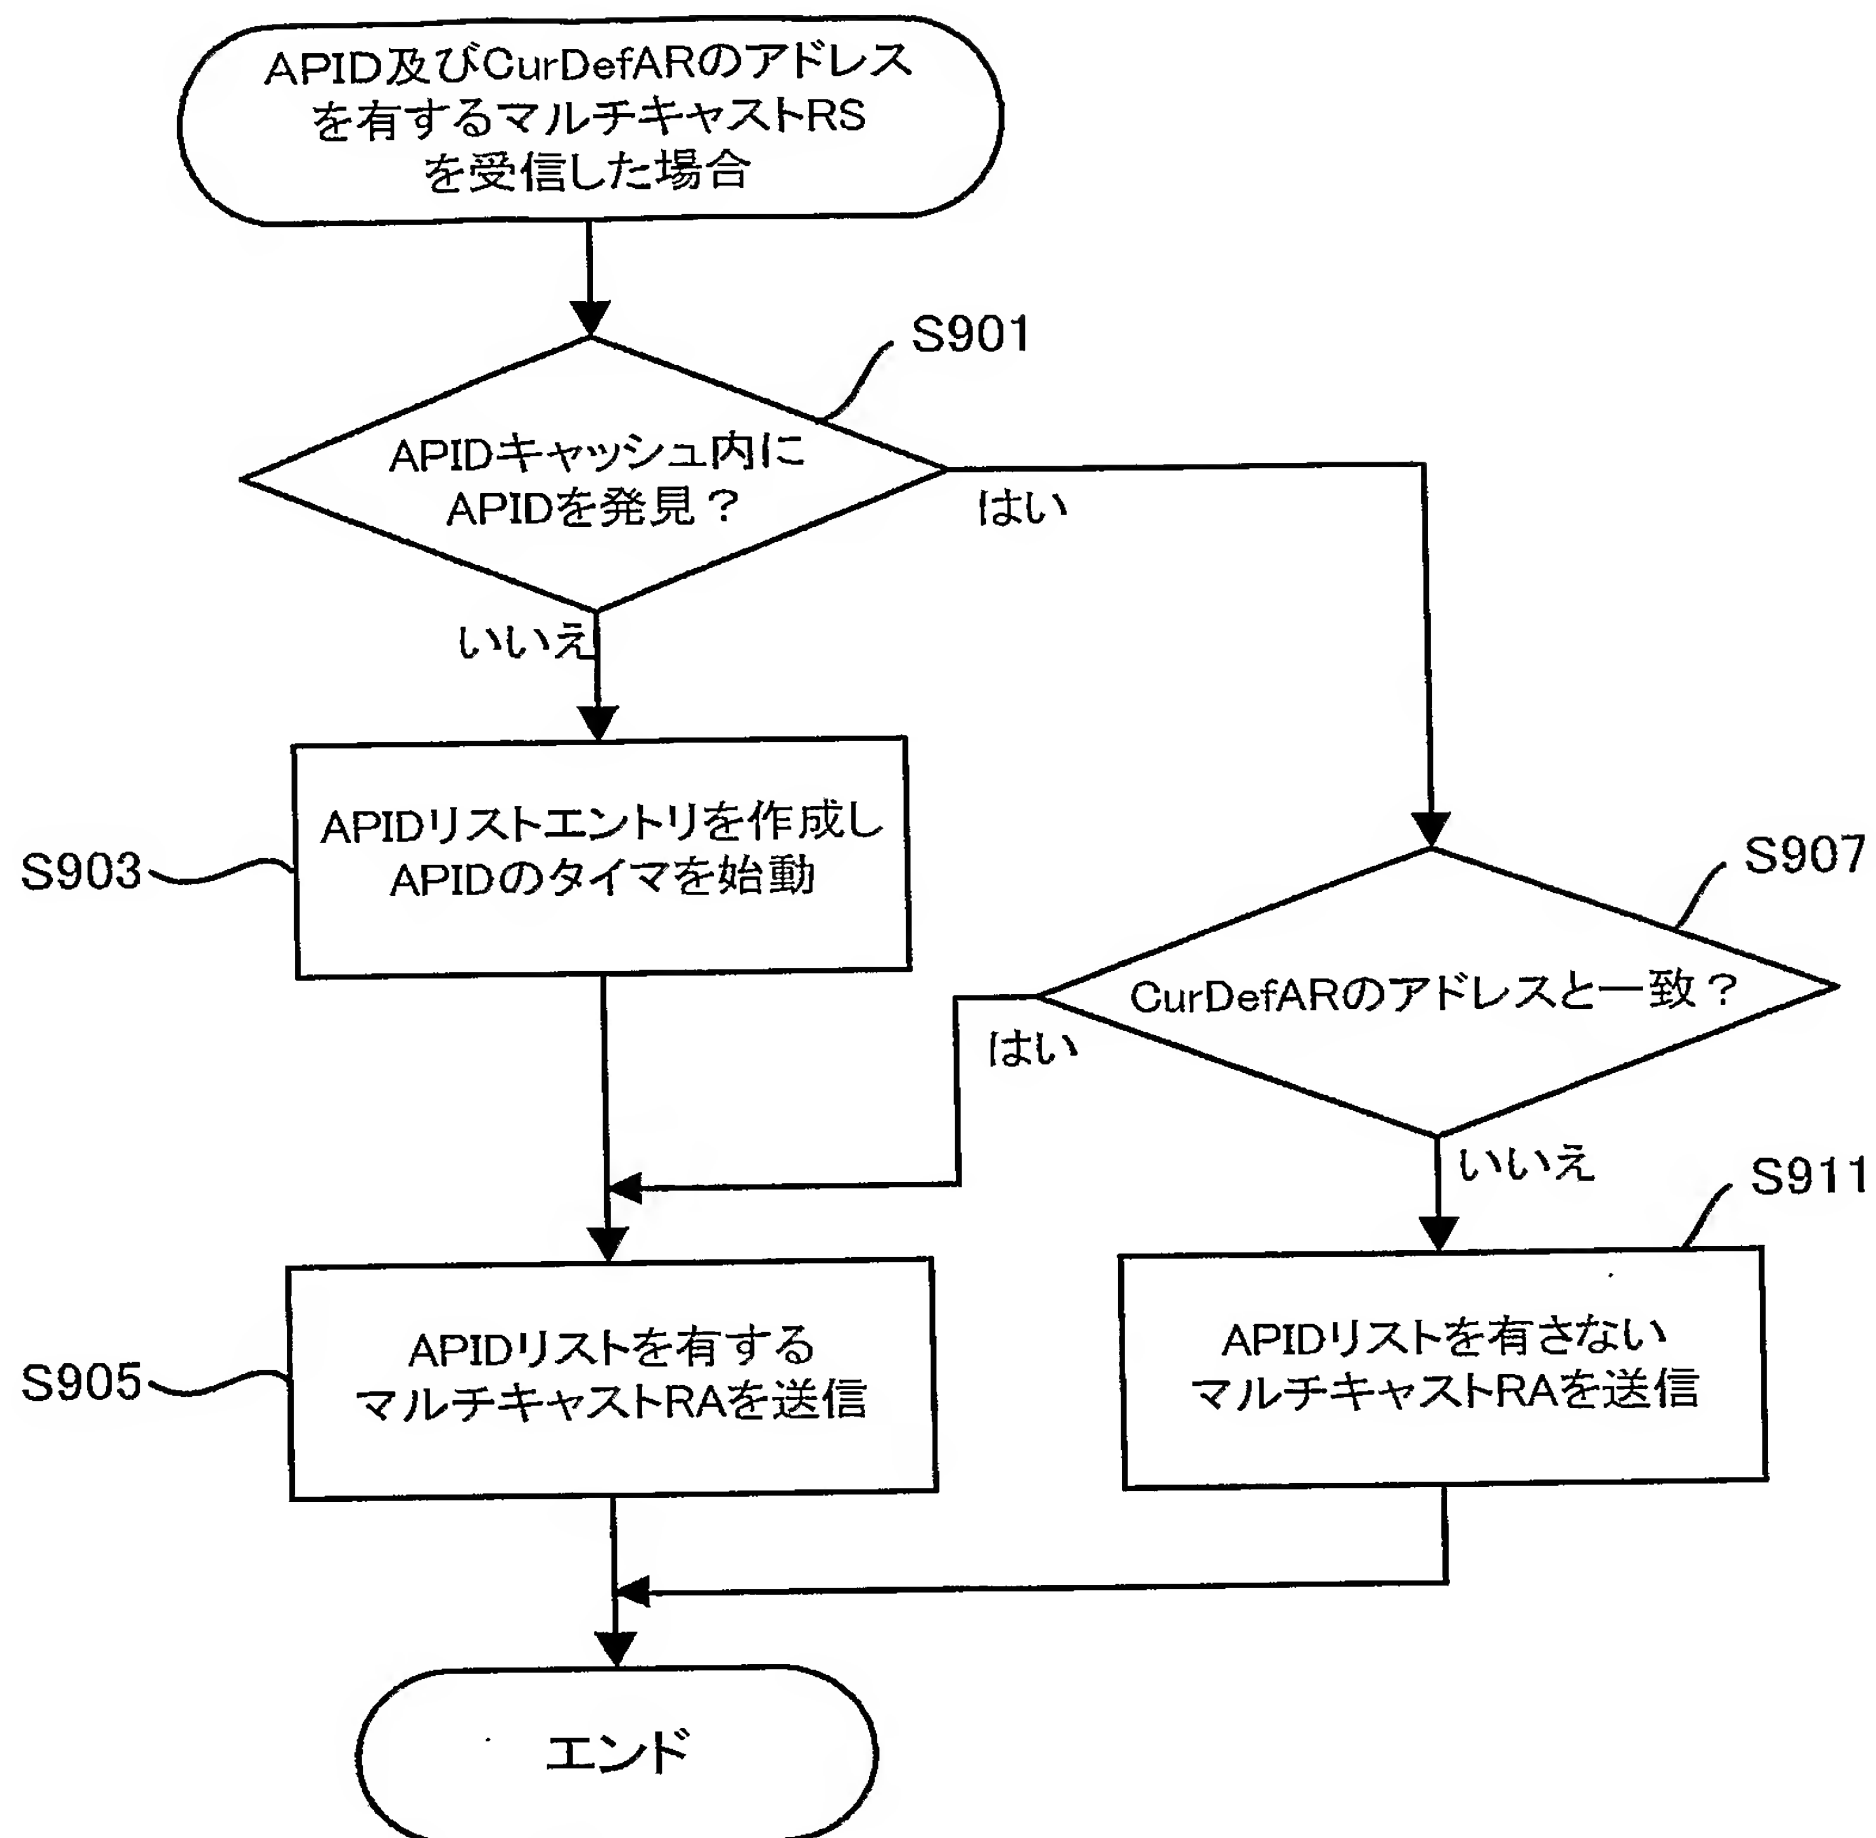 APID及びCurDefARのアドレス
を有するマルチキャストRS
を受信した場合
S901
APIDキャッシュ内に
APIDを発見？
はい
いいえ
S903
APIDリストエントリを作成し
APIDのタイマを始動
S907
CurDefARのアドレスと一致？
はい
いいえ
S911
S905
APIDリストを有する
マルチキャストRAを送信
APIDリストを有さない
マルチキャストRAを送信
エンド